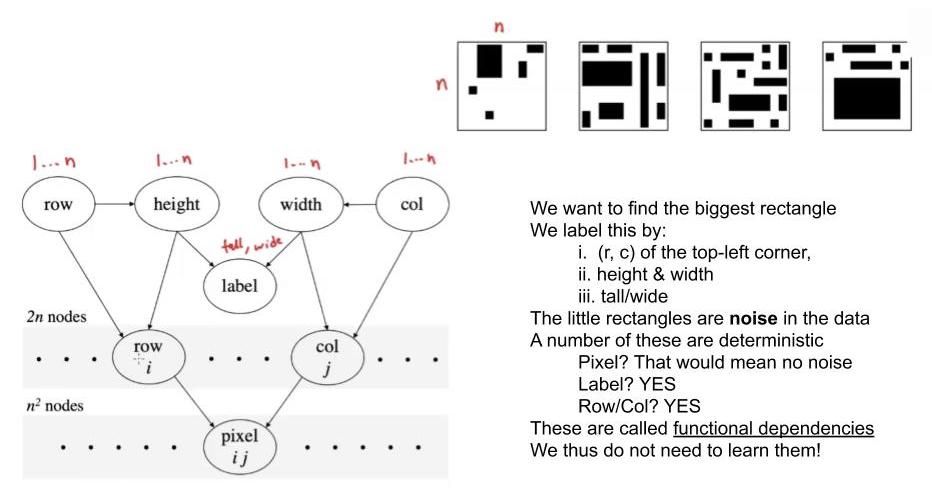 n
n
1...n 1...n 1...n 1...n
row height width col
tall, wide
label
2n nodes
. . . row i . . . col j . . .
n² nodes
. . . . . pixel ij . . . . .
We want to find the biggest rectangle
We label this by:
i. (r, c) of the top-left corner,
ii. height & width
iii. tall/wide
The little rectangles are noise in the data
A number of these are deterministic
Pixel? That would mean no noise
Label? YES
Row/Col? YES
These are called functional dependencies
We thus do not need to learn them!